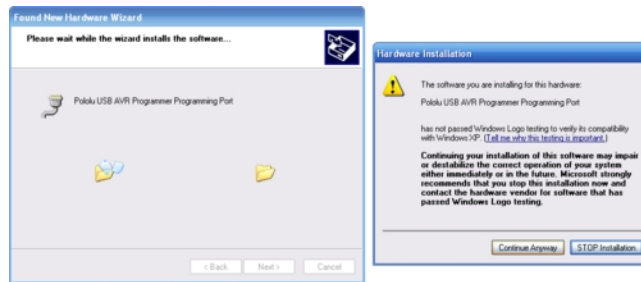 Found New Hardware Wizard
Please wait while the wizard installs the software...
Pololu USB AVR Programmer Programming Port
< Back
Next >
Cancel
Hardware Installation
The software you are installing for this hardware:
Pololu USB AVR Programmer Programming Port
has not passed Windows Logo testing to verify its compatibility
with Windows XP. (Tell me why this testing is important.)
Continuing your installation of this software may impair
or destabilize the correct operation of your system
either immediately or in the future. Microsoft strongly
recommends that you stop this installation now and
contact the hardware vendor for software that has
passed Windows Logo testing.
Continue Anyway
STOP Installation